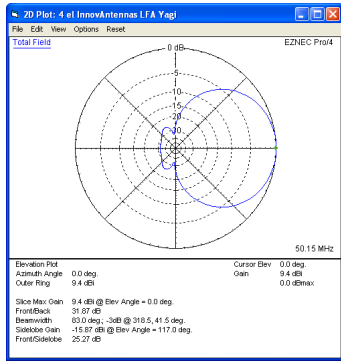 2D Plot: 4 el InnovAntennas LFA Yagi
File Edit View Options Reset
Total Field
0 dB
EZNEC Pro/4
-5
-10
-15
-20
-30
50.15 MHz
Elevation Plot
Azimuth Angle 0.0 deg.
Outer Ring 9.4 dBi
Cursor Elev 0.0 deg.
Gain 9.4 dBi
0.0 dBmax
Slice Max Gain 9.4 dBi @ Elev Angle = 0.0 deg.
Front/Back 31.87 dB
Beamwidth 83.0 deg.; -3dB @ 318.5, 41.5 deg.
Sidelobe Gain -15.87 dBi @ Elev Angle = 117.0 deg.
Front/Sidelobe 25.27 dB